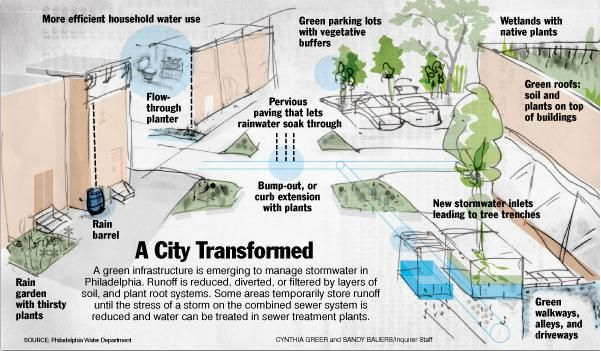 More efficient household water use
Green parking lots
with vegetative
buffers
Wetlands with
native plants
Flow-
through
planter
Pervious
paving that lets
rainwater soak through
Green roofs:
soil and
plants on top
of buildings
Bump-out, or
curb extension
with plants
New stormwater inlets
leading to tree trenches
Rain
barrel
Rain
garden
with thirsty
plants
A City Transformed
A green infrastructure is emerging to manage stormwater in
Philadelphia. Runoff is reduced, diverted, or filtered by layers of
soil, and plant root systems. Some areas temporarily store runoff
until the stress of a storm on the combined sewer system is
reduced and water can be treated in sewer treatment plants.
Green
walkways,
alleys, and
driveways
SOURCE: Philadelphia Water Department
CYNTHIA GREER and SANDY BAUERS/Inquirer Staff